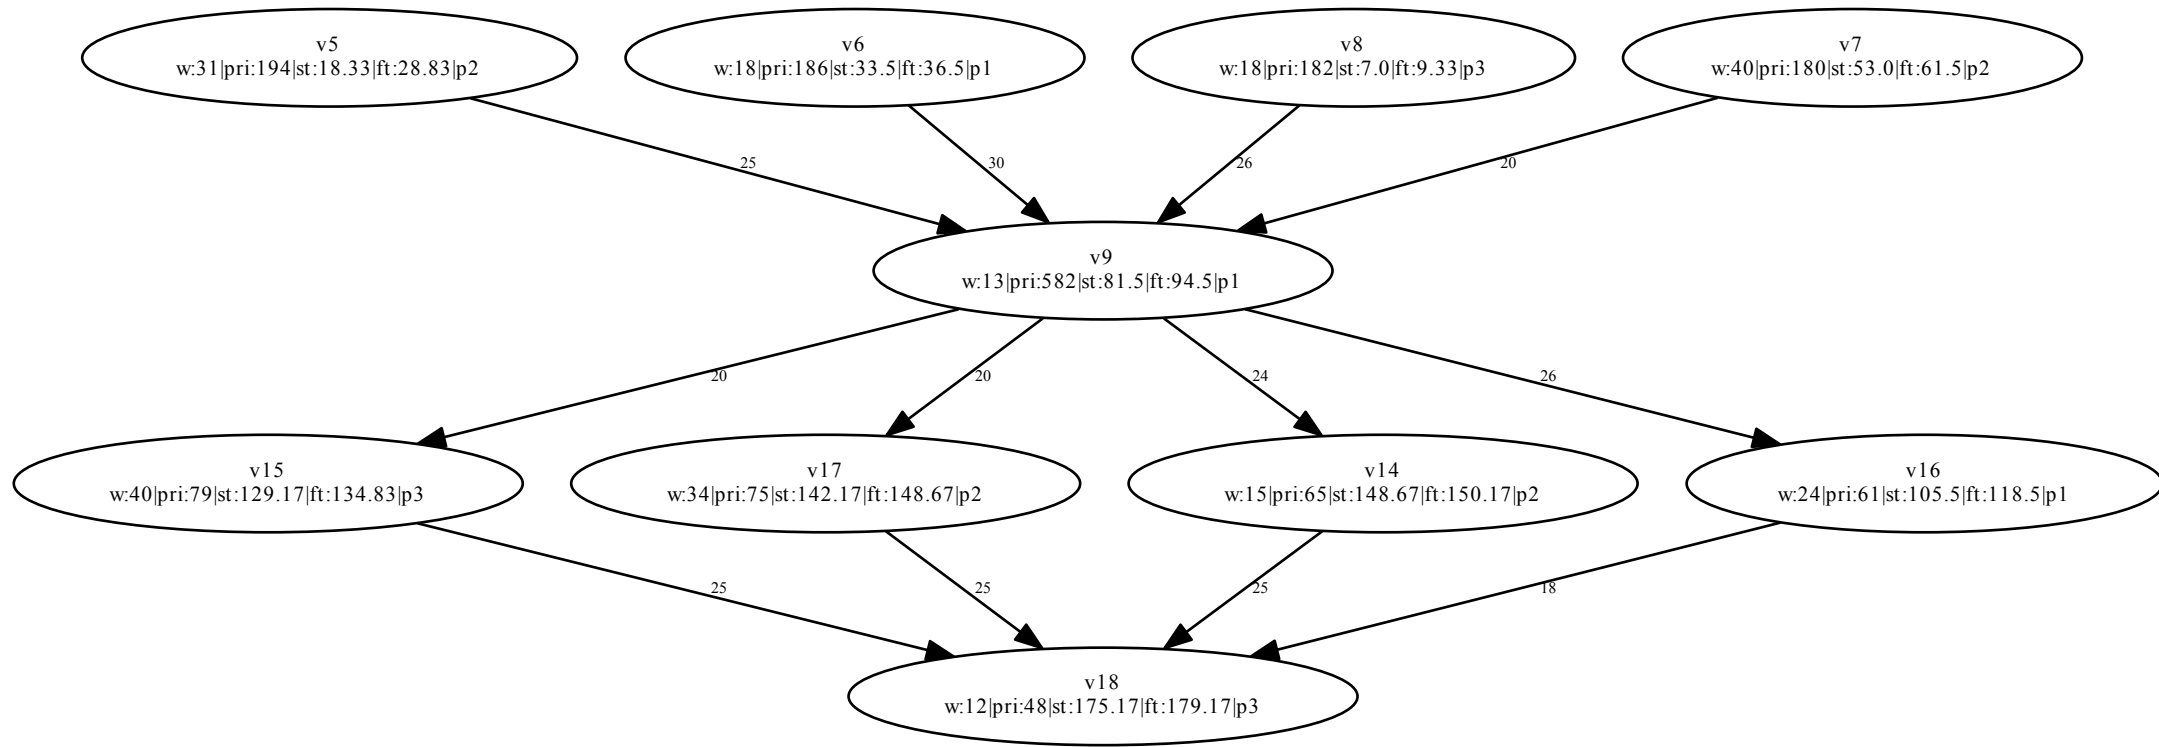 v5
w:31|pri:194|st:18.33|ft:28.83|p2
v6
w:18|pri:186|st:33.5|ft:36.5|p1
v8
w:18|pri:182|st:7.0|ft:9.33|p3
v7
w:40|pri:180|st:53.0|ft:61.5|p2
25
30
26
20
v9
w:13|pri:582|st:81.5|ft:94.5|p1
20
20
24
26
v15
w:40|pri:79|st:129.17|ft:134.83|p3
v17
w:34|pri:75|st:142.17|ft:148.67|p2
v14
w:15|pri:65|st:148.67|ft:150.17|p2
v16
w:24|pri:61|st:105.5|ft:118.5|p1
25
25
25
18
v18
w:12|pri:48|st:175.17|ft:179.17|p3